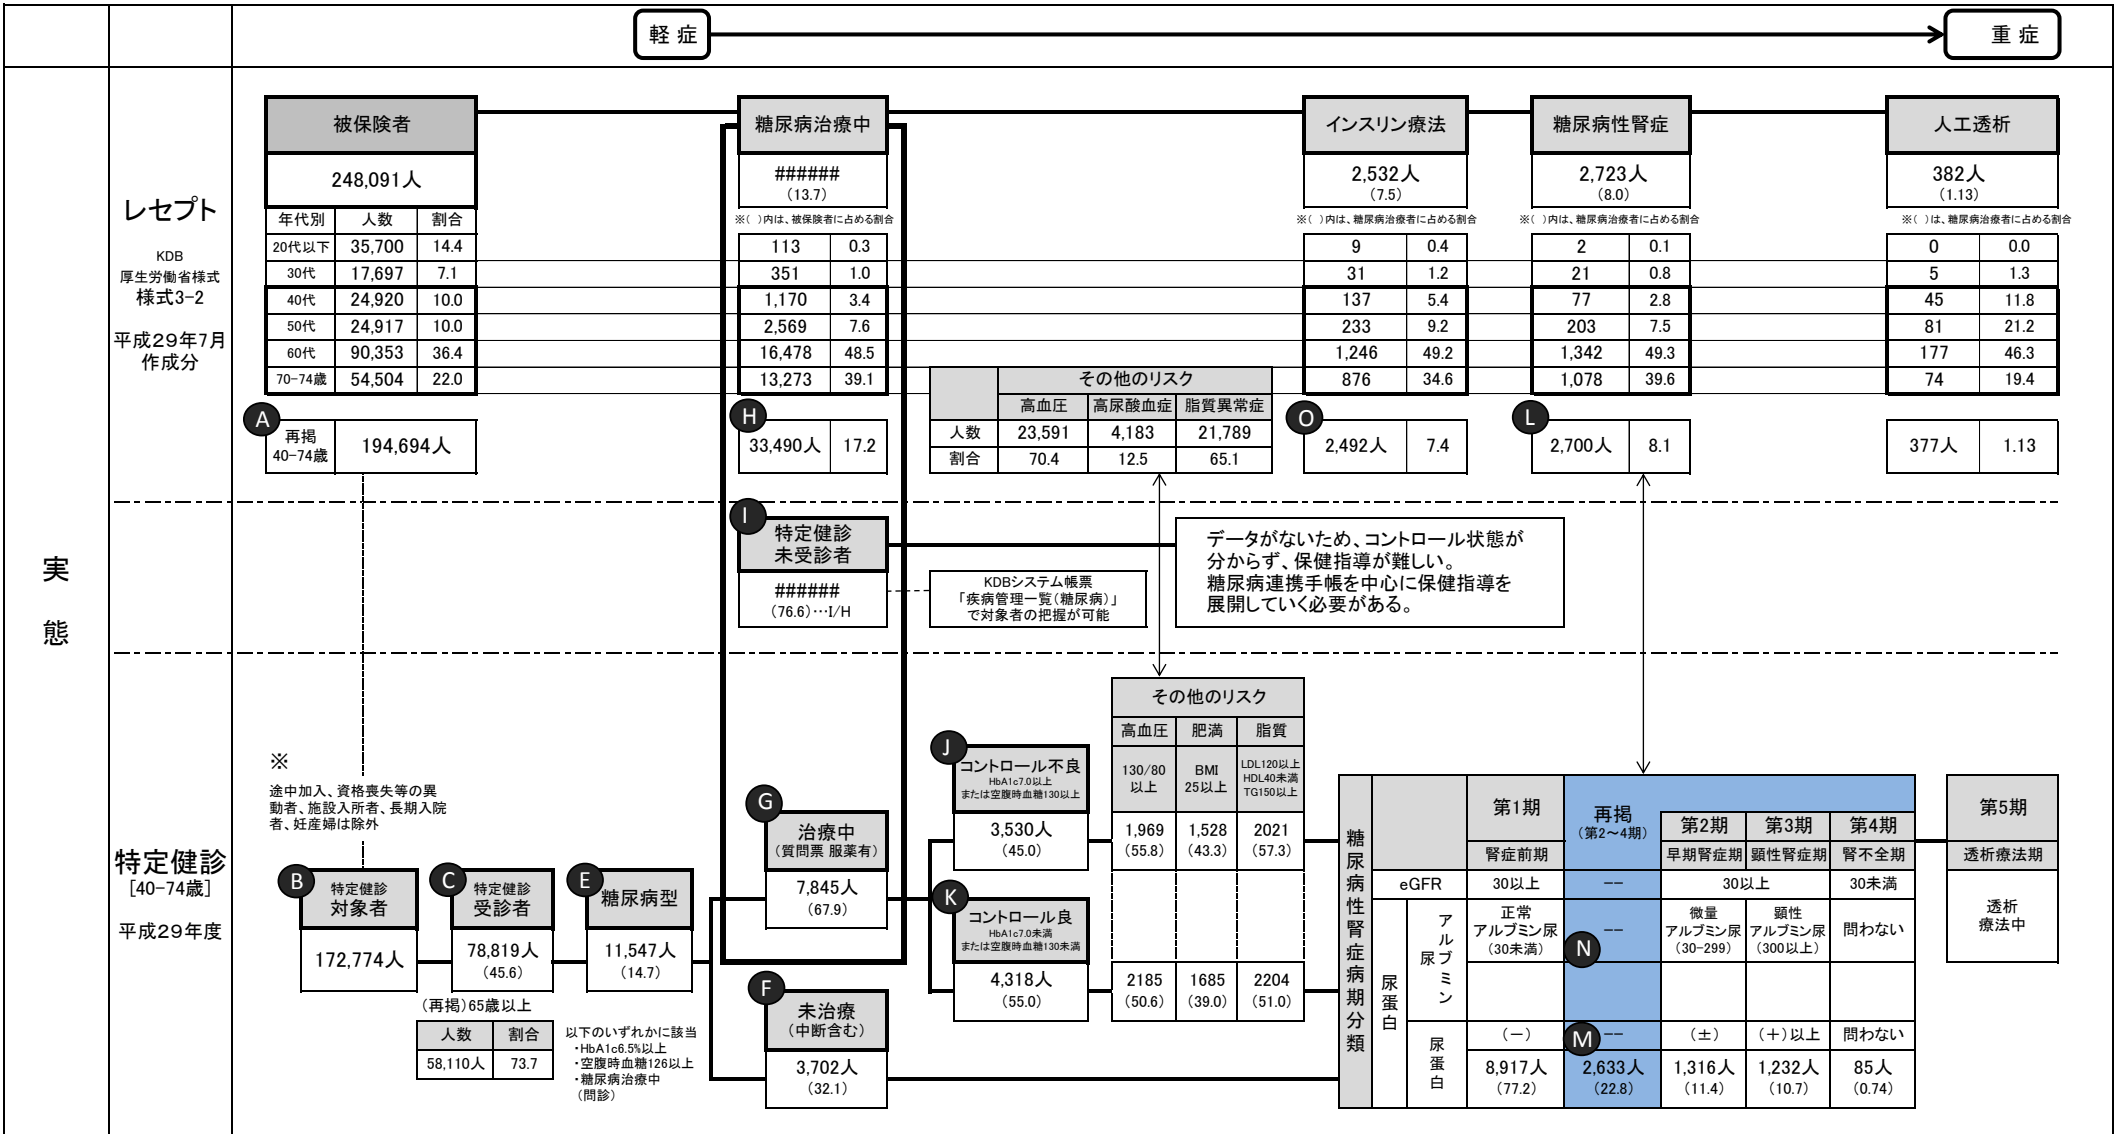 軽 症
重 症
実
態
レセプト
KDB
厚生労働省様式
様式3-2
平成29年7月
作成分
被保険者
248,091人
年代別 人数 割合
20代以下 35,700 14.4
30代 17,697 7.1
40代 24,920 10.0
50代 24,917 10.0
60代 90,353 36.4
70-74歳 54,504 22.0
A
再掲
40-74歳
194,694人
糖尿病治療中
######
(13.7)
※( )内は、被保険者に占める割合
113 0.3
351 1.0
1,170 3.4
2,569 7.6
16,478 48.5
13,273 39.1
H
33,490人 17.2
その他のリスク
高血圧 高尿酸血症 脂質異常症
人数 23,591 4,183 21,789
割合 70.4 12.5 65.1
インスリン療法
2,532人
(7.5)
※( )内は、糖尿病治療者に占める割合
9 0.4
31 1.2
137 5.4
233 9.2
1,246 49.2
876 34.6
O
2,492人 7.4
糖尿病性腎症
2,723人
(8.0)
※( )内は、糖尿病治療者に占める割合
2 0.1
21 0.8
77 2.8
203 7.5
1,342 49.3
1,078 39.6
L
2,700人 8.1
人工透析
382人
(1.13)
※( )は、糖尿病治療者に占める割合
0 0.0
5 1.3
45 11.8
81 21.2
177 46.3
74 19.4
377人 1.13
I
特定健診
未受診者
######
(76.6)…I/H
KDBシステム帳票
「疾病管理一覧(糖尿病)」
で対象者の把握が可能
データがないため、コントロール状態が
分からず、保健指導が難しい。
糖尿病連携手帳を中心に保健指導を
展開していく必要がある。
特定健診
[40-74歳]
平成29年度
※
途中加入、資格喪失等の異
動者、施設入所者、長期入院
者、妊産婦は除外
B
特定健診
対象者
172,774人
C
特定健診
受診者
78,819人
(45.6)
(再掲)65歳以上
人数 割合
58,110人 73.7
E
糖尿病型
11,547人
(14.7)
以下のいずれかに該当
・HbA1c6.5%以上
・空腹時血糖126以上
・糖尿病治療中
(問診)
G
治療中
(質問票 服薬有)
7,845人
(67.9)
F
未治療
(中断含む)
3,702人
(32.1)
J
コントロール不良
HbA1c7.0以上
または空腹時血糖130以上
3,530人
(45.0)
K
コントロール良
HbA1c7.0未満
または空腹時血糖130未満
4,318人
(55.0)
その他のリスク
高血圧 肥満 脂質
130/80
以上
BMI
25以上
LDL120以上
HDL40未満
TG150以上
1,969 1,528 2021
(55.8) (43.3) (57.3)
2185 1685 2204
(50.6) (39.0) (51.0)
糖尿病性腎症病期分類
第1期
再掲
(第2~4期)
第2期 第3期 第4期
腎症前期 早期腎症期 顕性腎症期 腎不全期
eGFR 30以上 -- 30以上 30未満
尿蛋白
アルブミン
尿
正常
アルブミン尿
(30未満)
--
N
微量
アルブミン尿
(30-299)
顕性
アルブミン尿
(300以上)
問わない
尿蛋白
(-) M -- (±) (+)以上 問わない
8,917人 2,633人 1,316人 1,232人 85人
(77.2) (22.8) (11.4) (10.7) (0.74)
第5期
透析療法期
透析
療法中